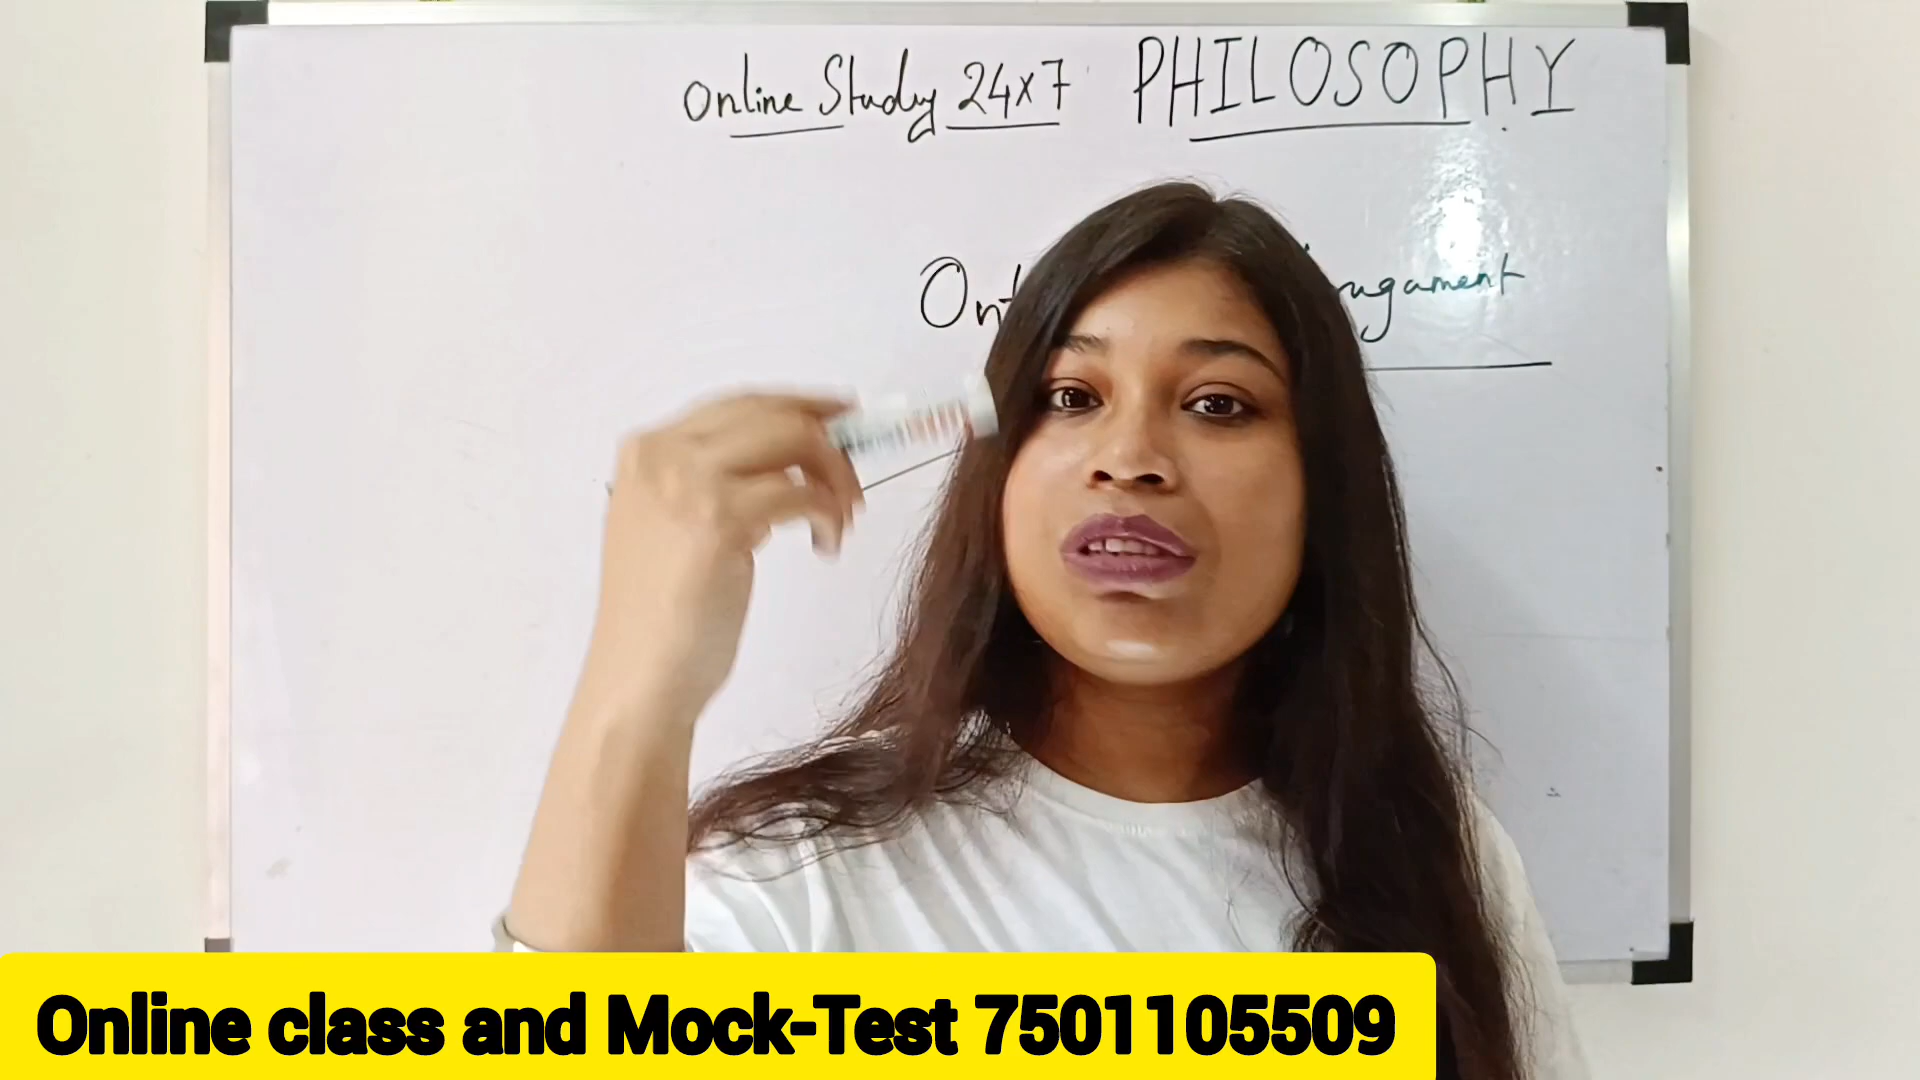 Online Study 24x7 PHILOSOPHY
Online class and Mock-Test 7501105509